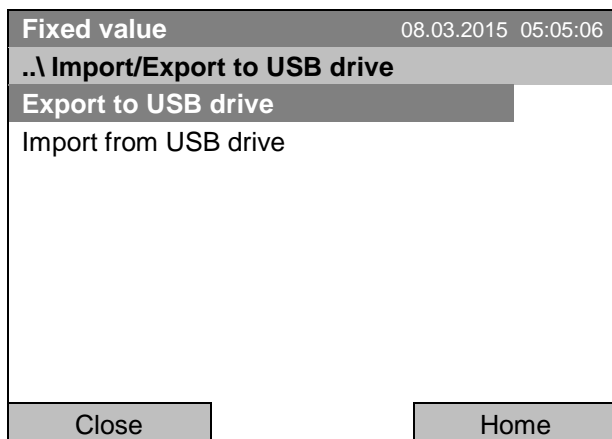 Fixed value 08.03.2015 05:05:06
..\ Import/Export to USB drive
Export to USB drive
Import from USB drive
Close Home